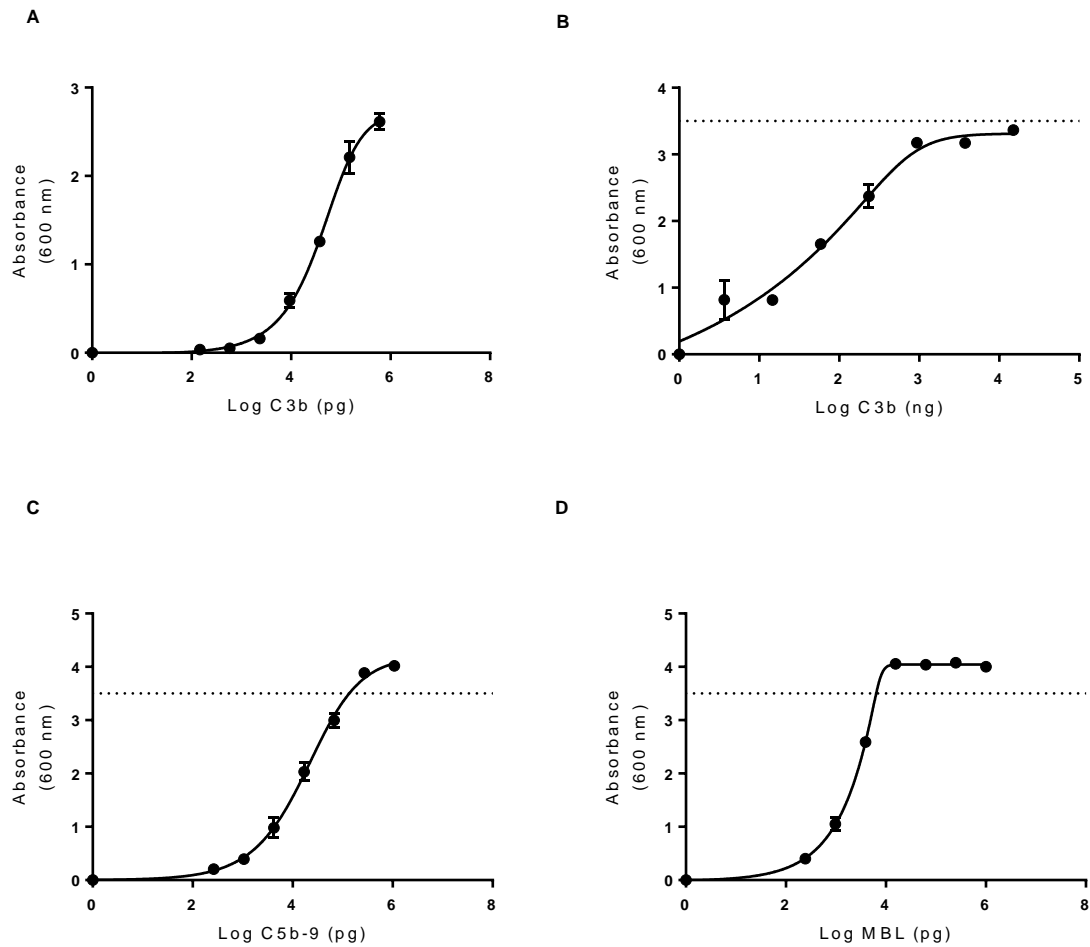 A
3
2
1
0
0 2 4 6 8
Absorbance
(600 nm)
Log C3b (pg)
B
4
3
2
1
0
0 1 2 3 4 5
Absorbance
(600 nm)
Log C3b (ng)
C
5
4
3
2
1
0
0 2 4 6 8
Absorbance
(600 nm)
Log C5b-9 (pg)
D
5
4
3
2
1
0
0 2 4 6 8
Absorbance
(600 nm)
Log MBL (pg)